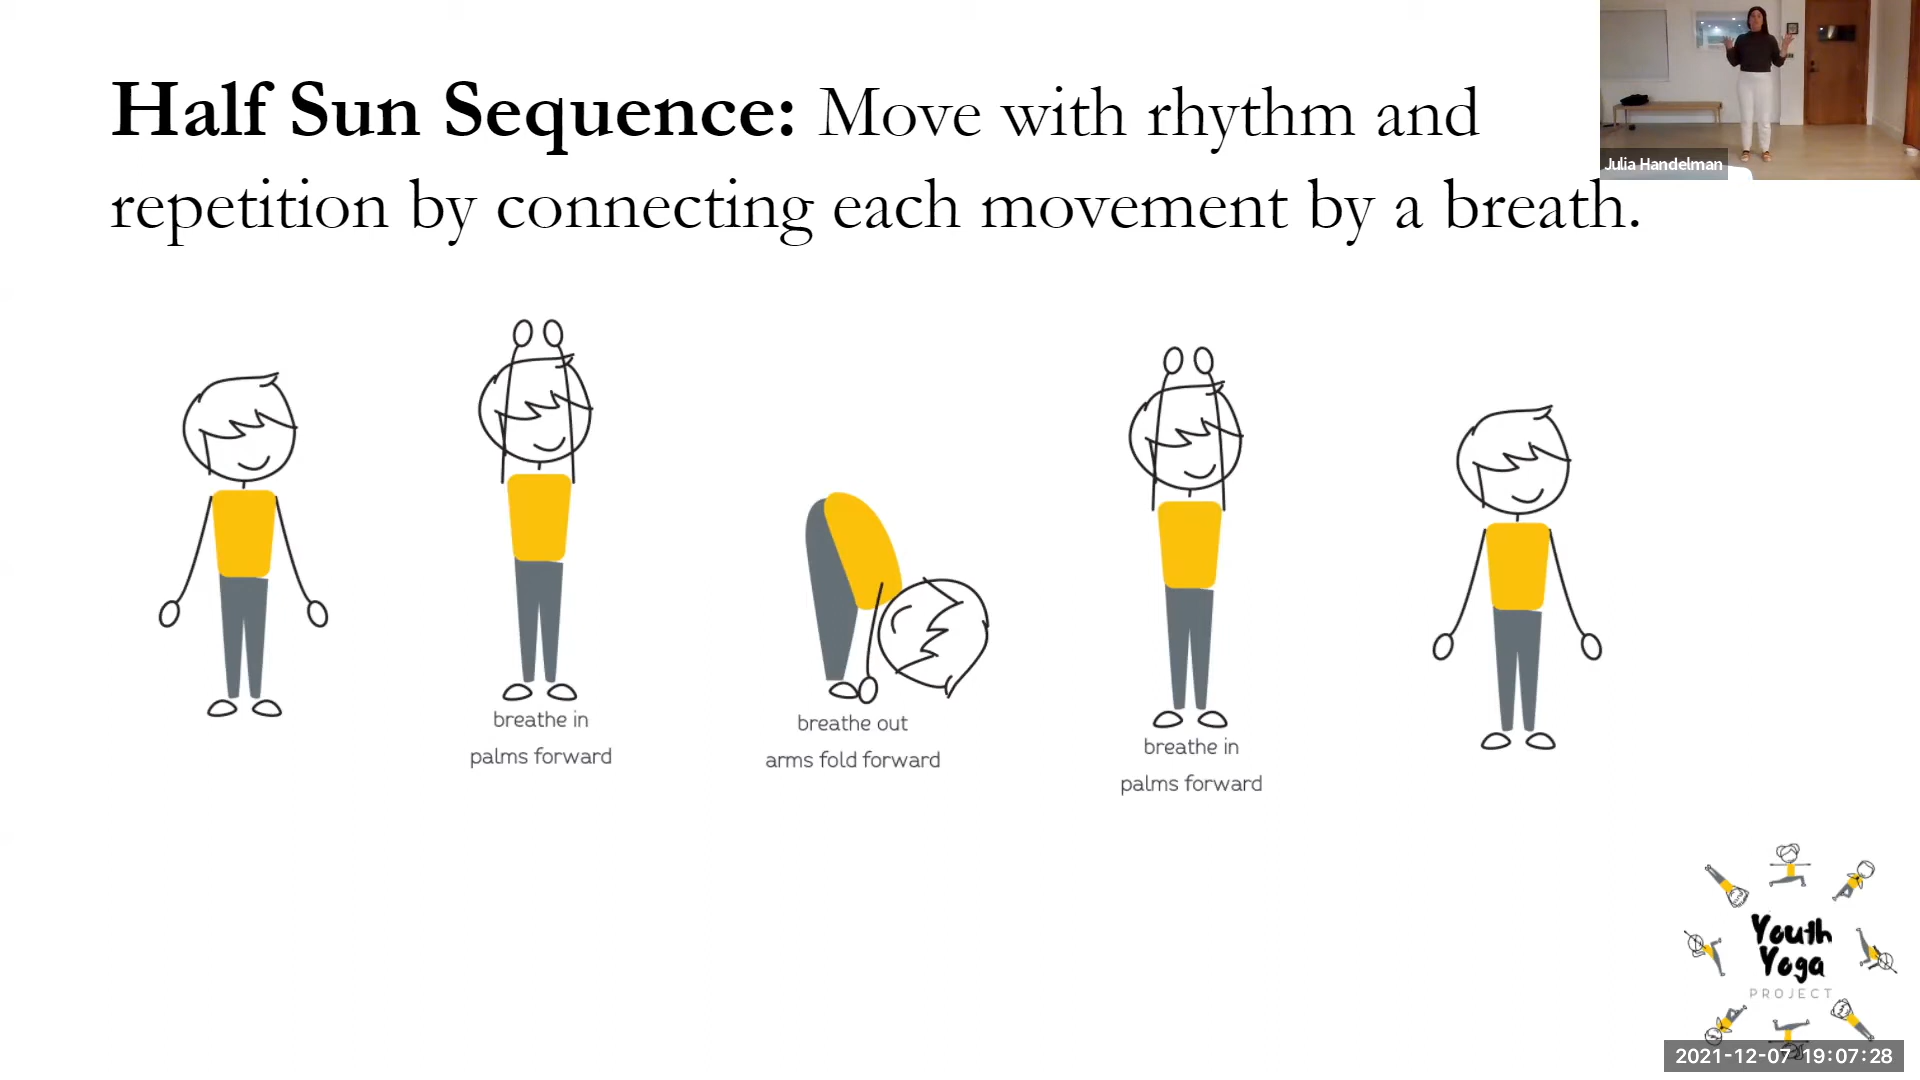 Half Sun Sequence: Move with rhythm and
repetition by connecting each movement by a breath.
Julia Handelman
breathe in
palms forward
breathe out
arms fold forward
breathe in
palms forward
Youth
Yoga
PROJECT
2021-12-07 19:07:28